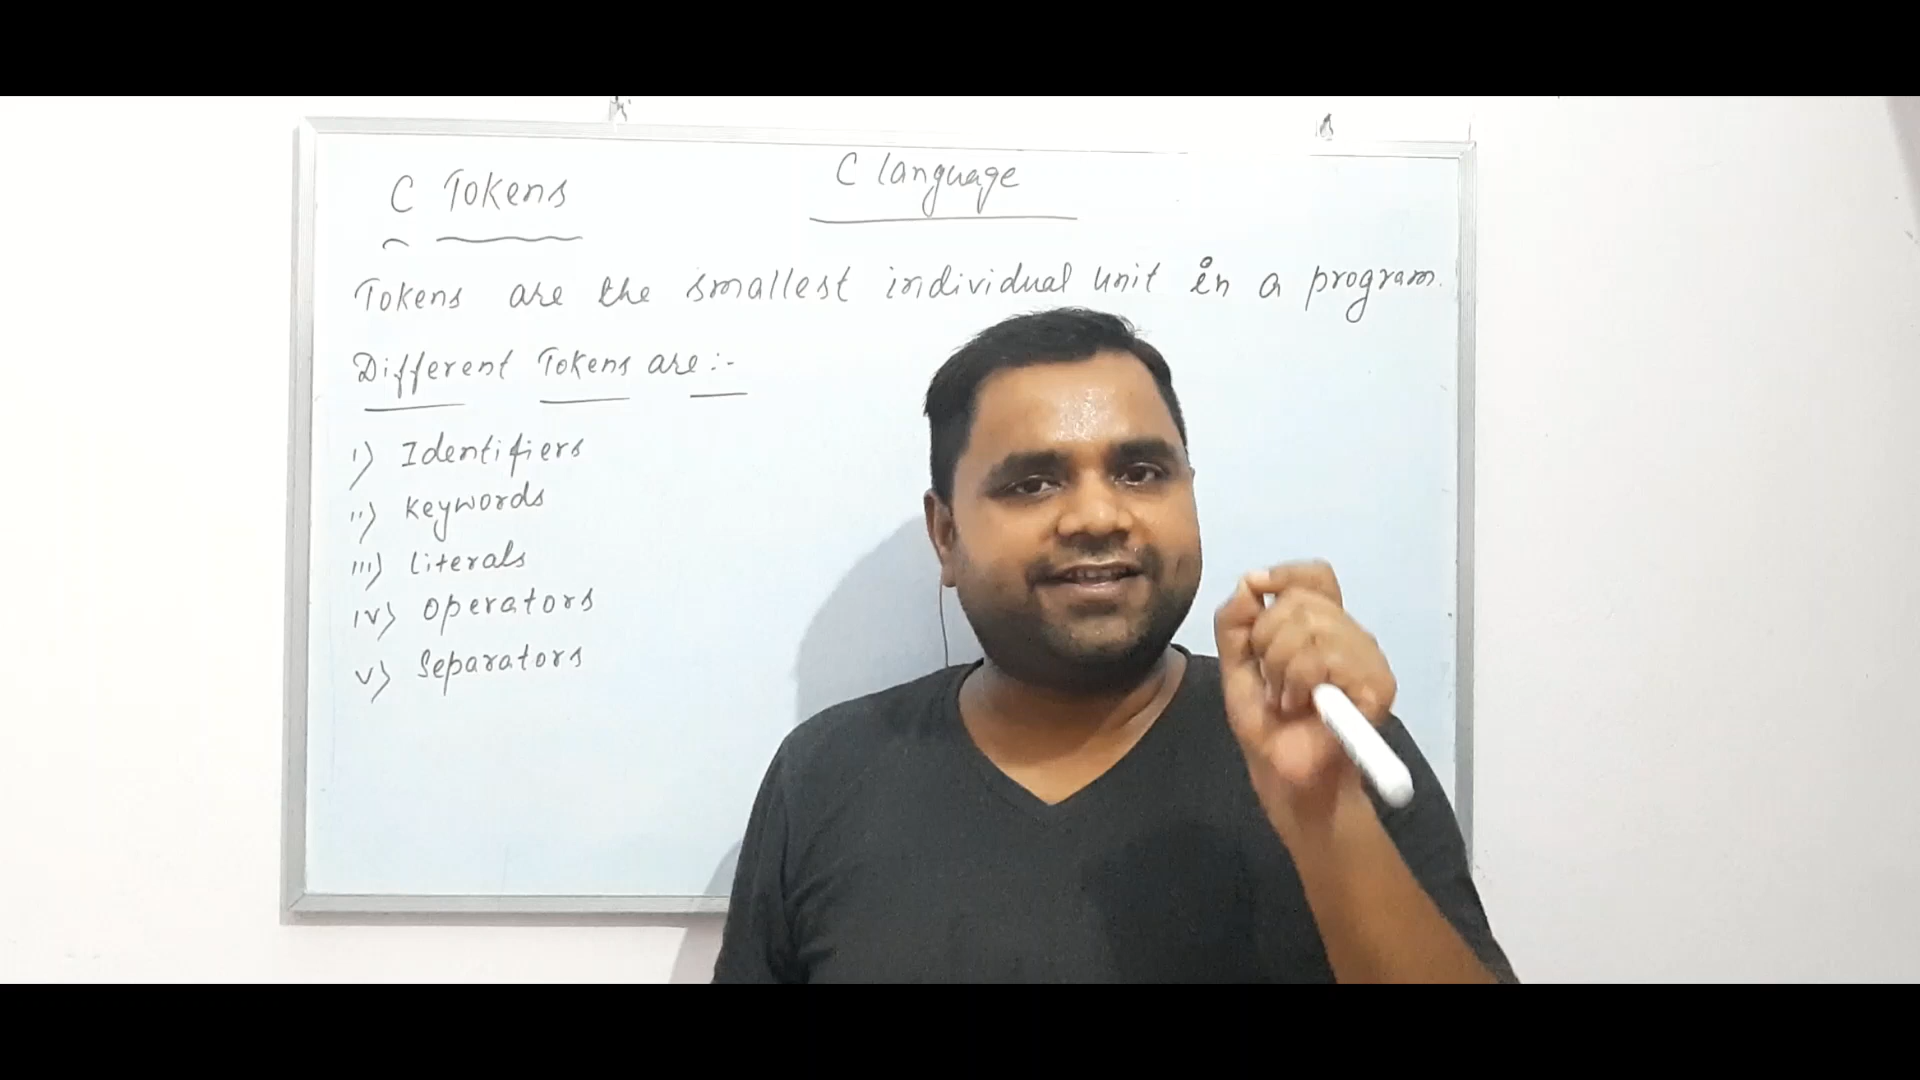 C Tokens
C language
Tokens are the smallest individual unit in a program.
Different Tokens are :-
i) Identifiers
ii) Keywords
iii) Literals
iv) Operators
v) Separators